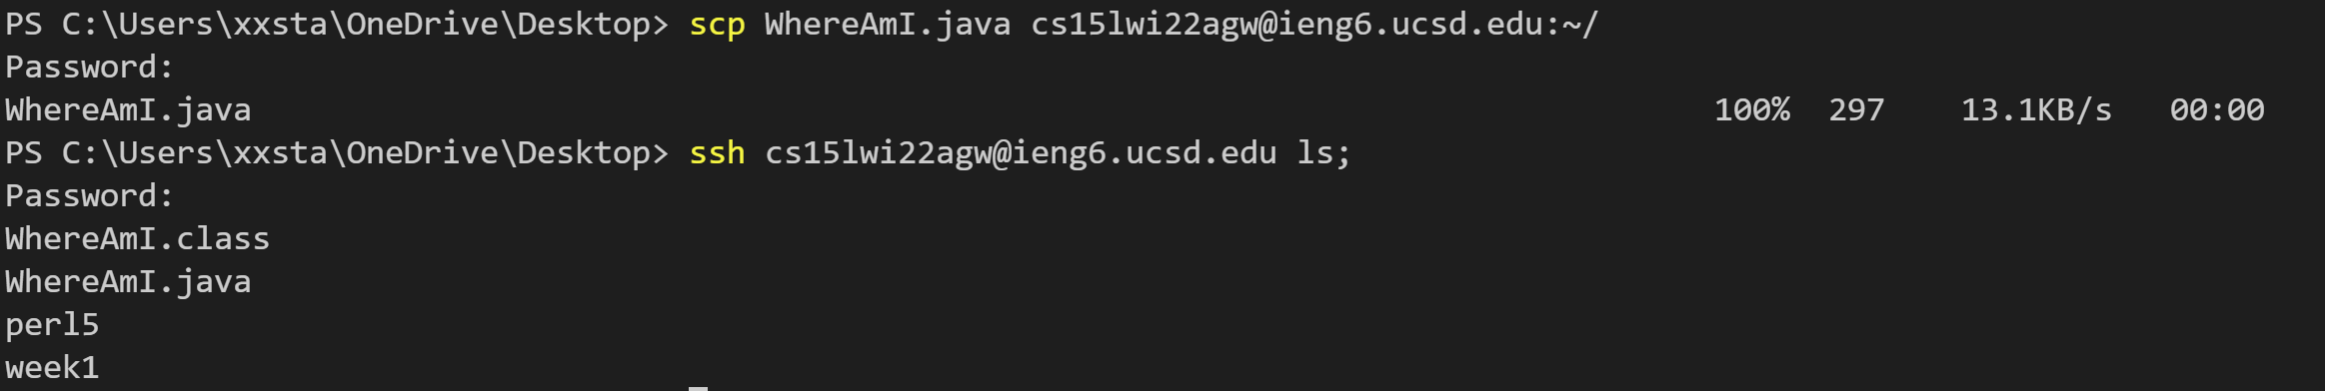 PS C:\Users\xxsta\OneDrive\Desktop> scp WhereAmI.java cs15lwi22agw@ieng6.ucsd.edu:~/
Password:
WhereAmI.java 100% 297 13.1KB/s 00:00
PS C:\Users\xxsta\OneDrive\Desktop> ssh cs15lwi22agw@ieng6.ucsd.edu ls;
Password:
WhereAmI.class
WhereAmI.java
perl5
week1